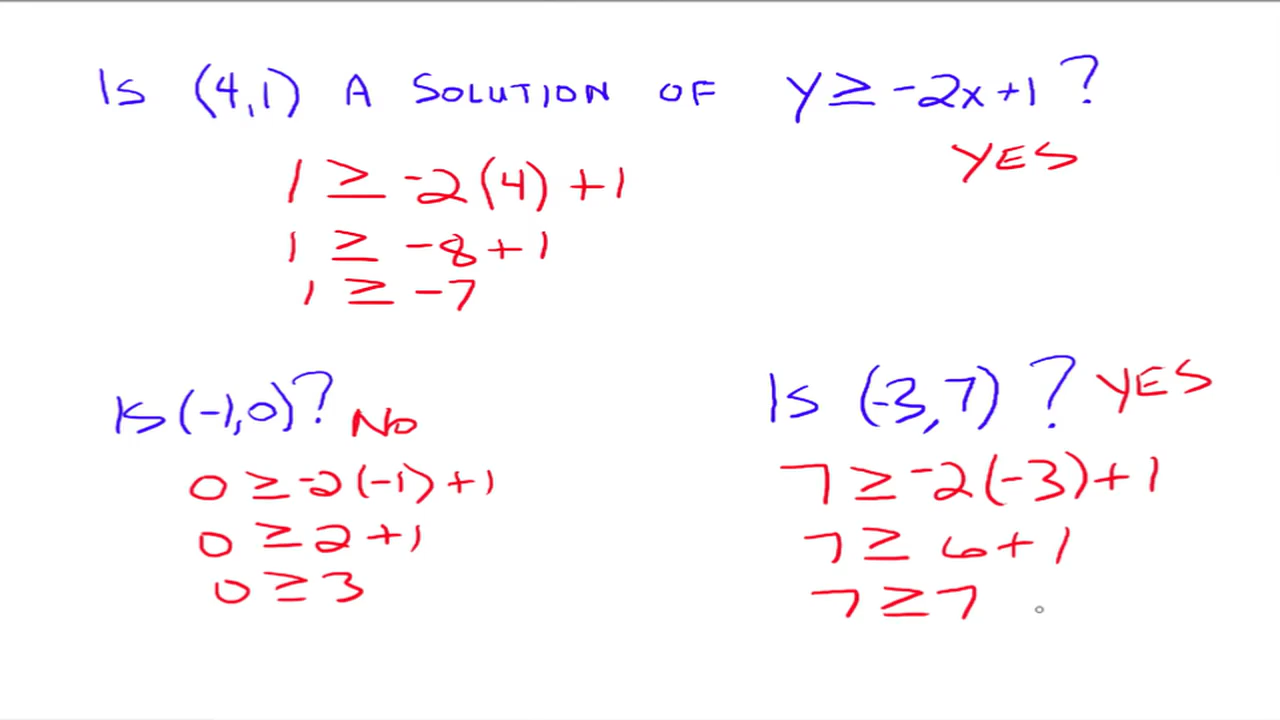 Is (4,1) A SOLUTION OF y ≥ -2x+1?
YES
1 ≥ -2(4)+1
1 ≥ -8+1
1 ≥ -7
Is (-1,0)? No
0 ≥ -2(-1)+1
0 ≥ 2+1
0 ≥ 3
Is (-3,7)? YES
7 ≥ -2(-3)+1
7 ≥ 6+1
7 ≥ 7